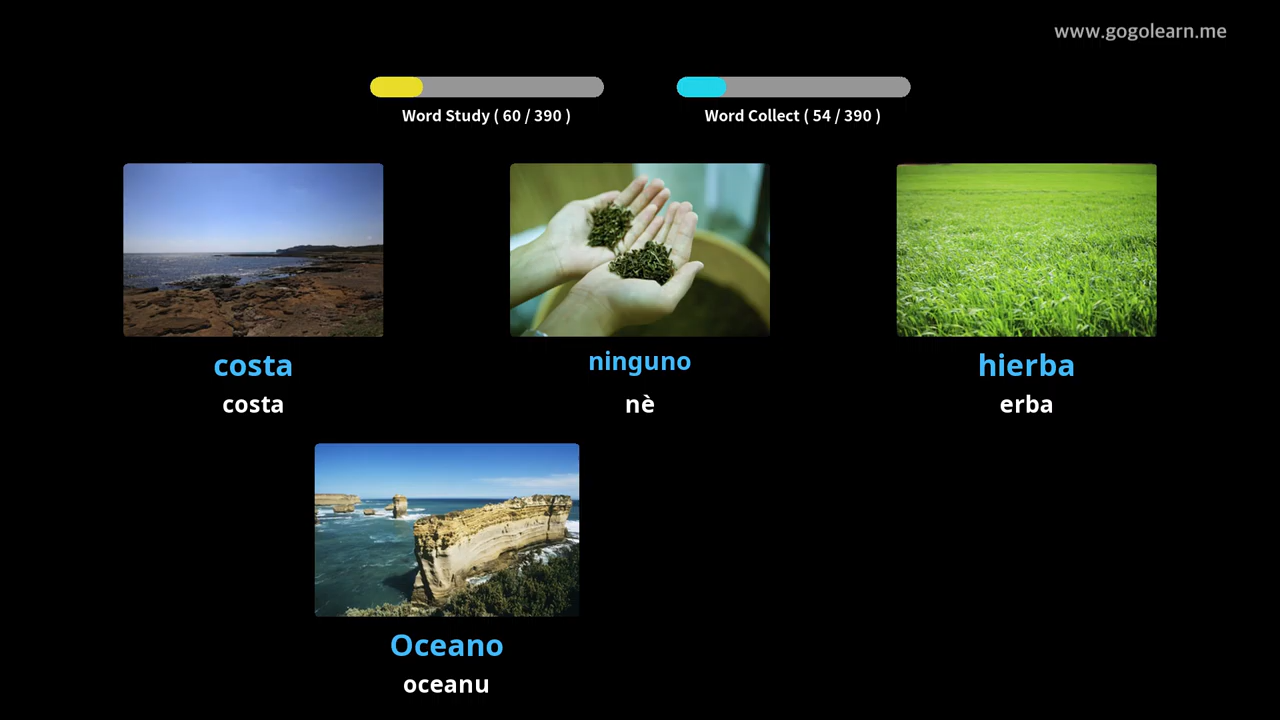 www.gogolearn.me
Word Study ( 60 / 390 )
Word Collect ( 54 / 390 )
costa
costa
ninguno
nè
hierba
erba
Oceano
oceanu